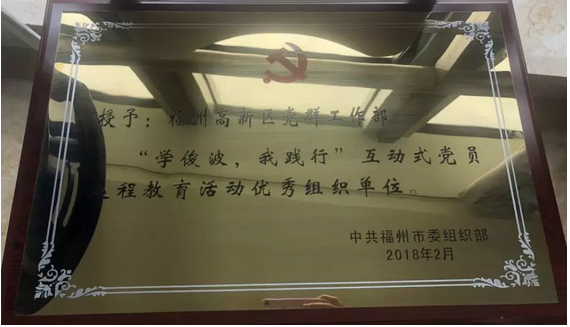 授予：福州高新区党群工作部
“学俊波，我践行”互动式党员
远程教育活动优秀组织单位。
中共福州市委组织部
2018年2月